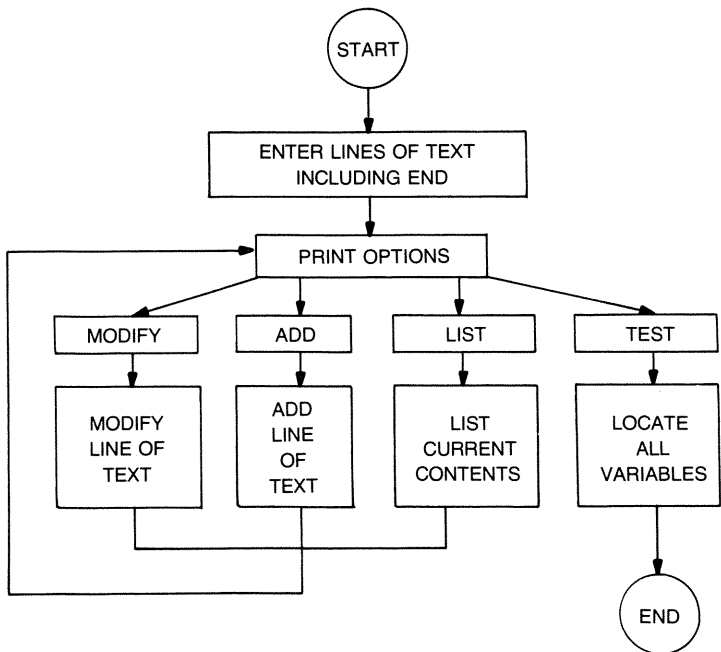 START
ENTER LINES OF TEXT
INCLUDING END
PRINT OPTIONS
MODIFY
ADD
LIST
TEST
MODIFY
LINE OF
TEXT
ADD
LINE
OF
TEXT
LIST
CURRENT
CONTENTS
LOCATE
ALL
VARIABLES
END